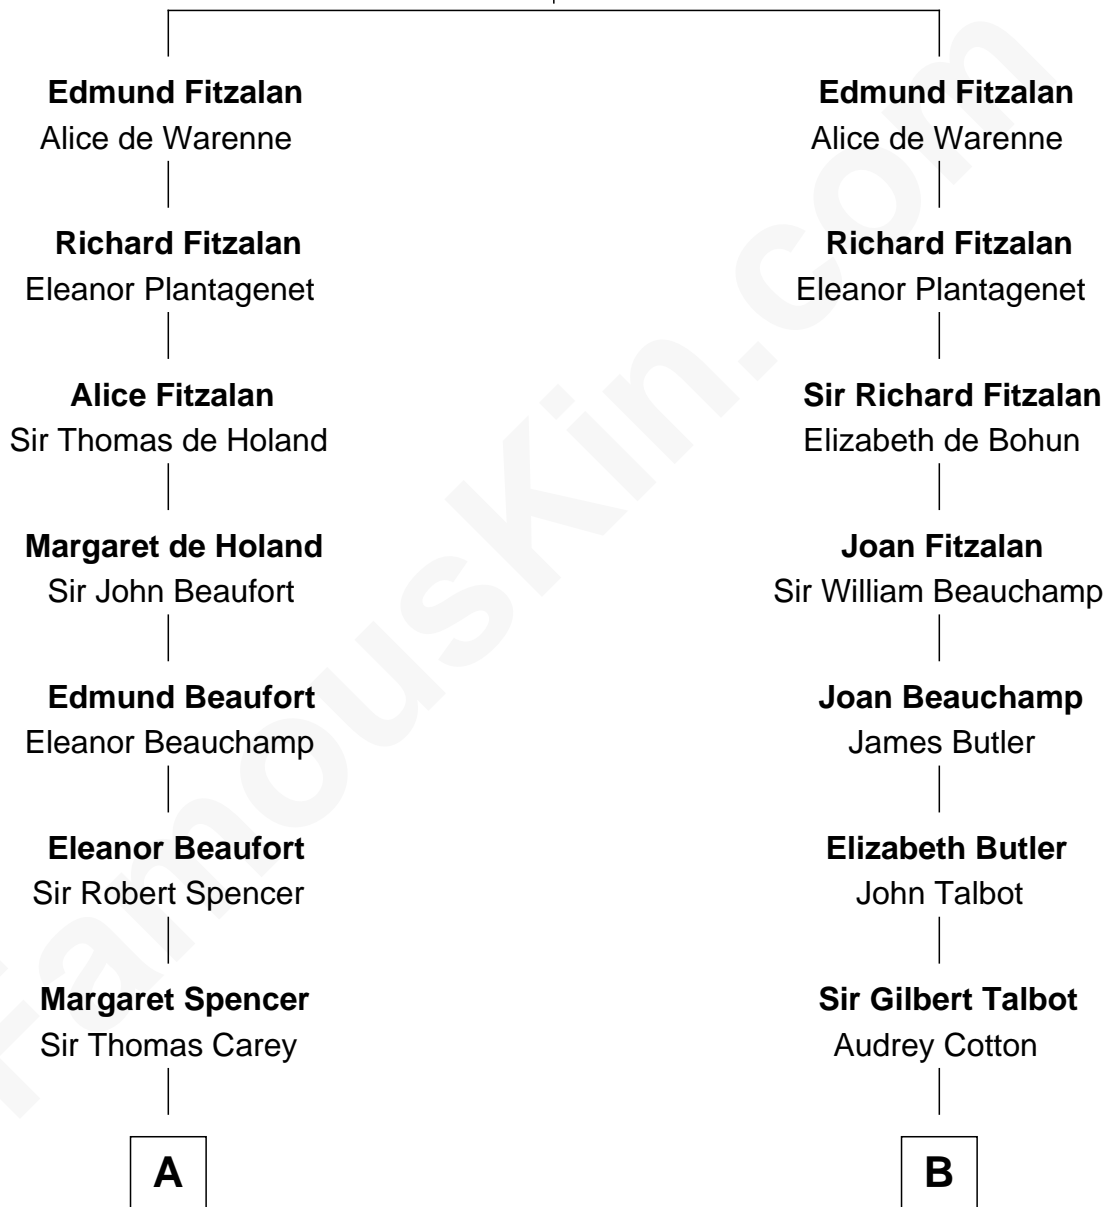 Edmund Fitzalan
Alice de Warenne
Richard Fitzalan
Eleanor Plantagenet
Alice Fitzalan
Sir Thomas de Holand
Margaret de Holand
Sir John Beaufort
Edmund Beaufort
Eleanor Beauchamp
Eleanor Beaufort
Sir Robert Spencer
Margaret Spencer
Sir Thomas Carey
A
Edmund Fitzalan
Alice de Warenne
Richard Fitzalan
Eleanor Plantagenet
Sir Richard Fitzalan
Elizabeth de Bohun
Joan Fitzalan
Sir William Beauchamp
Joan Beauchamp
James Butler
Elizabeth Butler
John Talbot
Sir Gilbert Talbot
Audrey Cotton
B
FamousKin.com